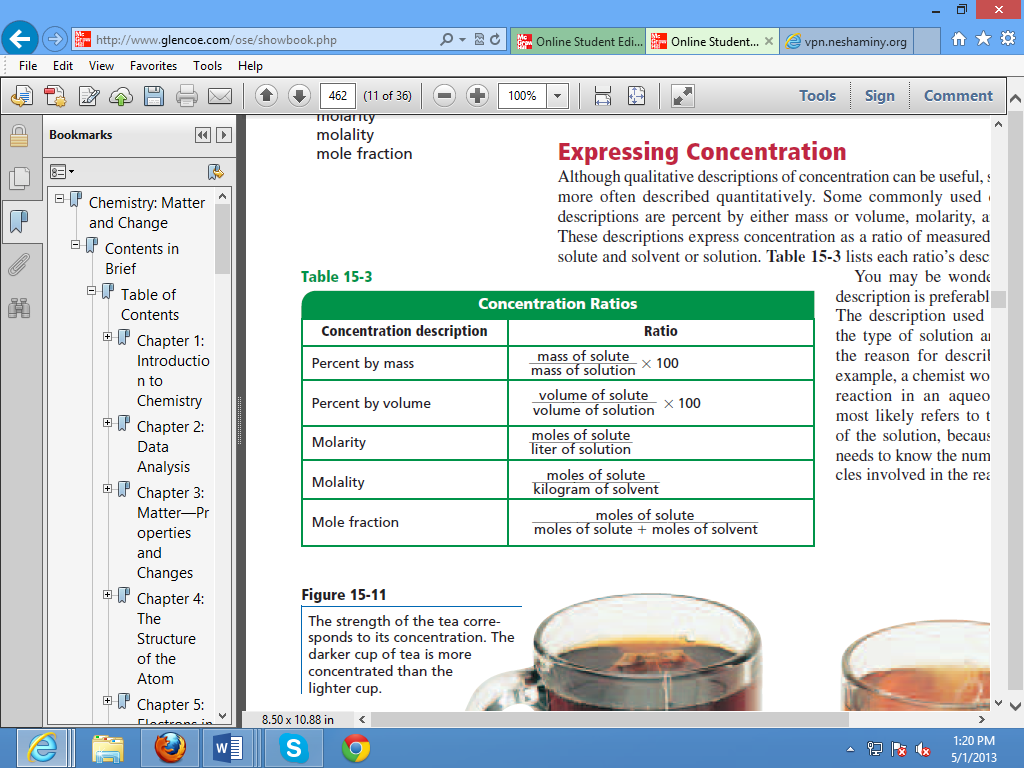 http://www.glencoe.com/ose/showbook.php
Online Student Edi...
Online Student...
vpn.neshaminy.org
File Edit View Favorites Tools Help
462 (11 of 36)
100%
Tools Sign Comment
Bookmarks
Chemistry: Matter
and Change
Contents in
Brief
Table of
Contents
Chapter 1:
Introductio
n to
Chemistry
Chapter 2:
Data
Analysis
Chapter 3:
Matter—Pr
operties
and
Changes
Chapter 4:
The
Structure
of the
Atom
Chapter 5:
Electrons in
molarity
molality
mole fraction
Expressing Concentration
Although qualitative descriptions of concentration can be useful,
more often described quantitatively. Some commonly used
descriptions are percent by either mass or volume, molarity,
These descriptions express concentration as a ratio of measured
solute and solvent or solution. Table 15-3 lists each ratio's desc
Table 15-3
Concentration Ratios
Concentration description Ratio
Percent by mass
mass of solute
mass of solution × 100
Percent by volume
volume of solute
volume of solution × 100
Molarity
moles of solute
liter of solution
Molality
moles of solute
kilogram of solvent
Mole fraction
moles of solute
moles of solute + moles of solvent
You may be wonde
description is preferabl
The description used
the type of solution a
the reason for descri
example, a chemist wo
reaction in an aqueo
most likely refers to t
of the solution, becaus
needs to know the num
cles involved in the rea
Figure 15-11
The strength of the tea corre-
sponds to its concentration. The
darker cup of tea is more
concentrated than the
lighter cup.
8.50 x 10.88 in
1:20 PM
5/1/2013